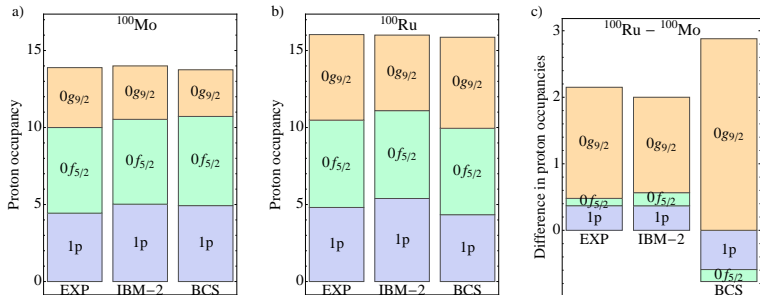 a)
¹⁰⁰Mo
Proton occupancy
15
10
5
0
0g₉/₂
0g₉/₂
0g₉/₂
0f₅/₂
0f₅/₂
0f₅/₂
1p
1p
1p
EXP IBM−2 BCS
b)
¹⁰⁰Ru
Proton occupancy
15
10
5
0
0g₉/₂
0g₉/₂
0g₉/₂
0f₅/₂
0f₅/₂
0f₅/₂
1p
1p
1p
EXP IBM−2 BCS
c)
¹⁰⁰Ru − ¹⁰⁰Mo
Difference in proton occupancies
3
2
1
0
0g₉/₂
0g₉/₂
0g₉/₂
0f₅/₂
0f₅/₂
1p
1p
1p
0f₅/₂
EXP IBM−2
BCS